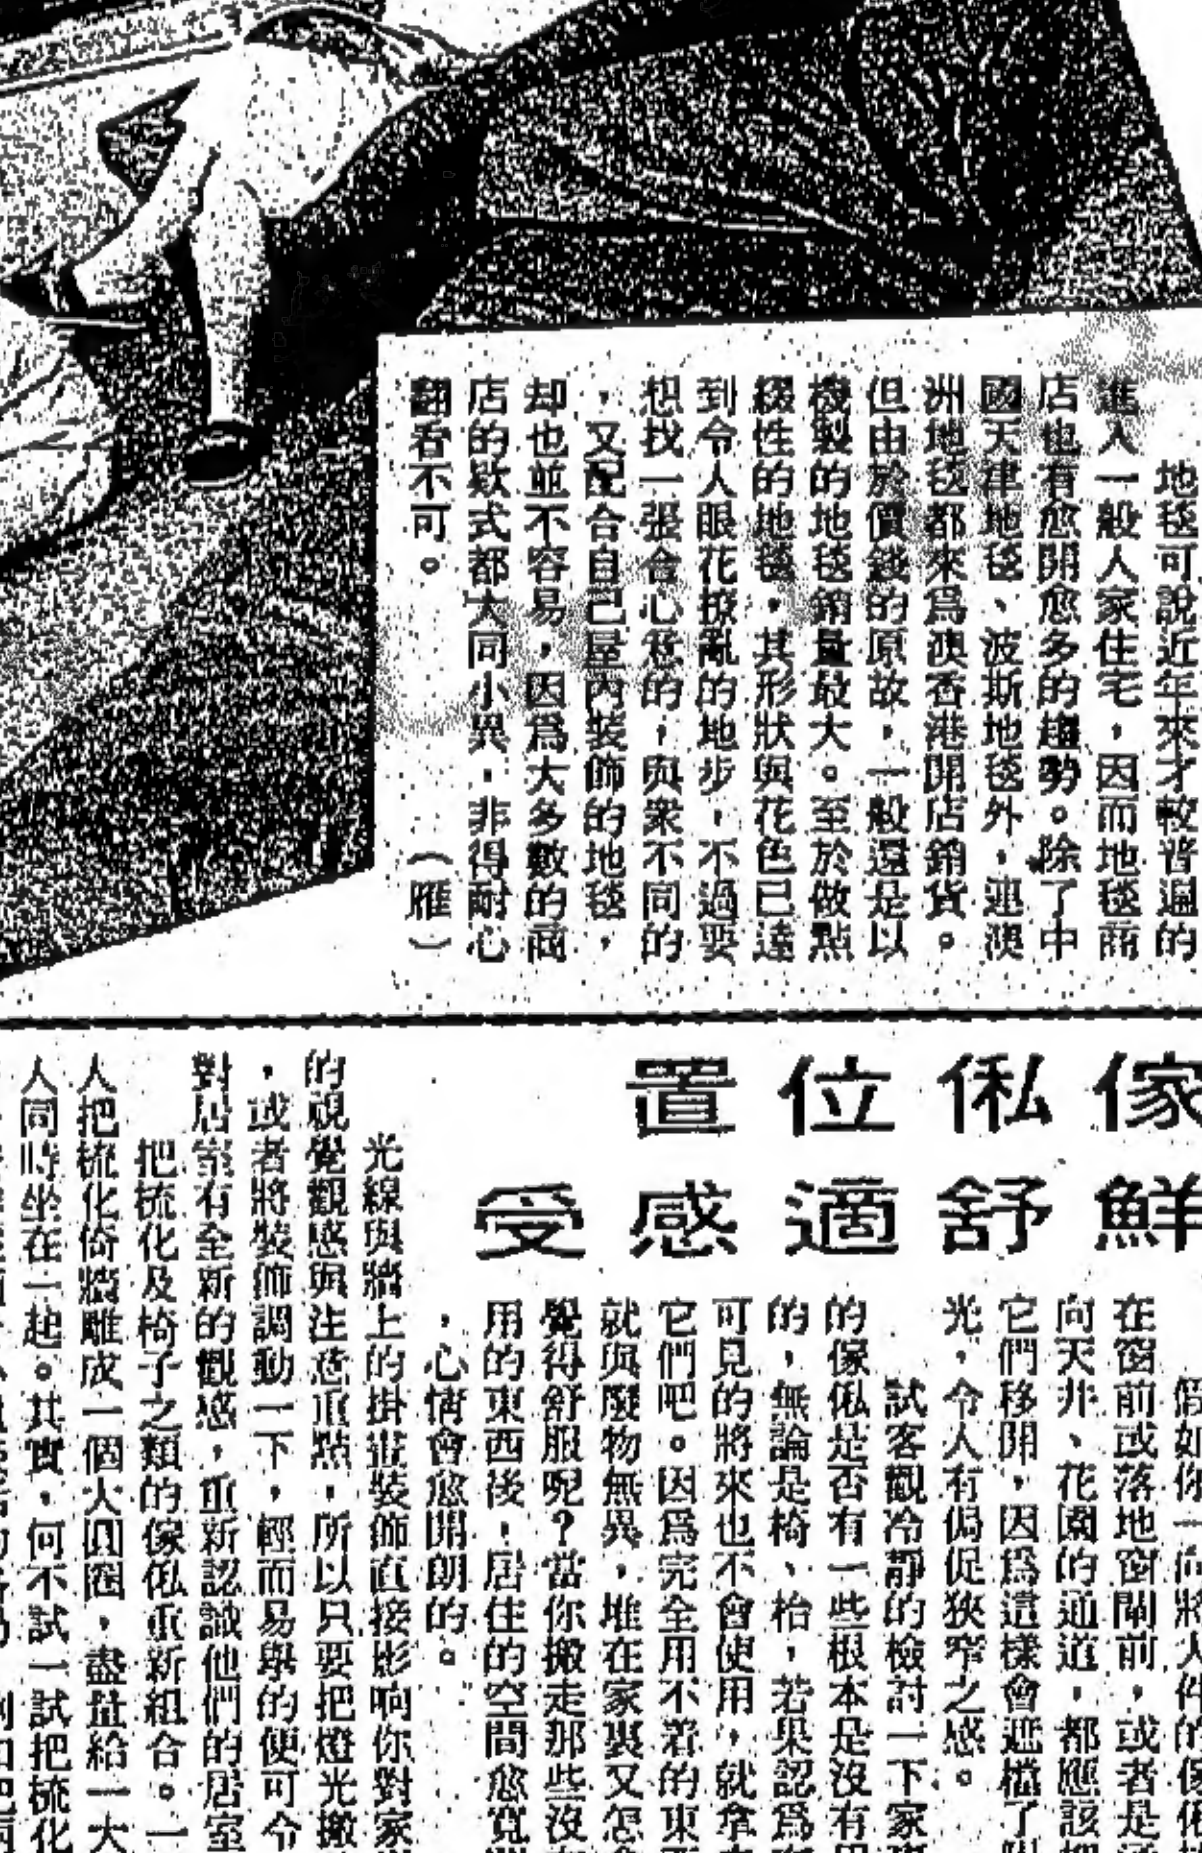 地毯可說近年來才較普遍的
進入一般人家住宅，因而地毯商
店也有愈開愈多的趨勢。除了中
國天津地毯、波斯地毯外，連澳
洲地毯都來爲澳香港開店銷貨。
但由於價錢的原故，一般還是以
機製的地毯銷量最大。至於做點
綴性的地毯，其形狀與花色已達
到令人眼花撩亂的地步，不過要
想找一張合心意的，與衆不同的
，又配合自己屋內裝飾的地毯，
却也並不容易，因爲大多數的商
店的欵式都大同小異，非得耐心
翻看不可。（雁）
傢俬位置
鮮舒適感受
假如你一向將大件的傢俬
在窗前或落地窗閘前，或者是
向天井、花園的通道，都應該
它們移開，因爲這樣會遮擋了
光，令人有侷促狹窄之感。
試客觀冷靜的檢討一下家
的傢俬是否有一些根本是沒有
的，無論是椅、枱，若果認爲
可見的將來也不會使用，就拿
它們吧。因爲完全用不着的東
就與廢物無異，堆在家裏又怎
覺得舒服呢？當你搬走那些沒
用的東西後，居住的空間愈寬
，心情會愈開朗的。
光線與牆上的掛畫裝飾直接影响你對家
的視覺觀感與注意重點，所以只要把燈光搬
，或者將裝飾調動一下，輕而易舉的便可令
對居室有全新的觀感，重新認識他們的居室
把梳化及椅子之類的傢俬重新組合。一
人把梳化倚牆雕成一個大圓圈，盡量給一大
人同時坐在一起。其實，何不試一試把梳化